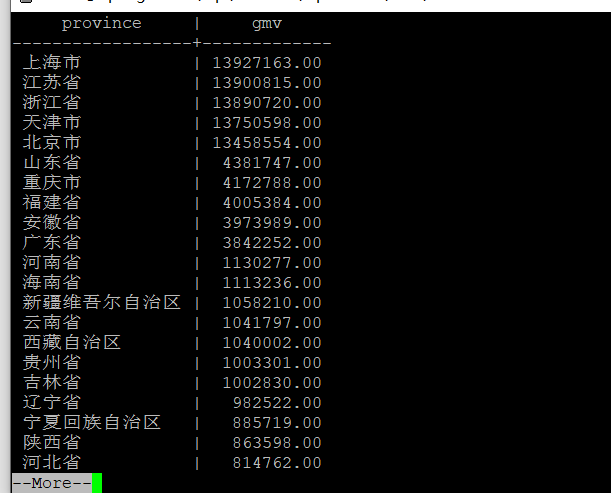 province | gmv
------------------+-------------
上海市 | 13927163.00
江苏省 | 13900815.00
浙江省 | 13890720.00
天津市 | 13750598.00
北京市 | 13458554.00
山东省 | 4381747.00
重庆市 | 4172788.00
福建省 | 4005384.00
安徽省 | 3973989.00
广东省 | 3842252.00
河南省 | 1130277.00
海南省 | 1113236.00
新疆维吾尔自治区 | 1058210.00
云南省 | 1041797.00
西藏自治区 | 1040002.00
贵州省 | 1003301.00
吉林省 | 1002830.00
辽宁省 | 982522.00
宁夏回族自治区 | 885719.00
陕西省 | 863598.00
河北省 | 814762.00
--More--